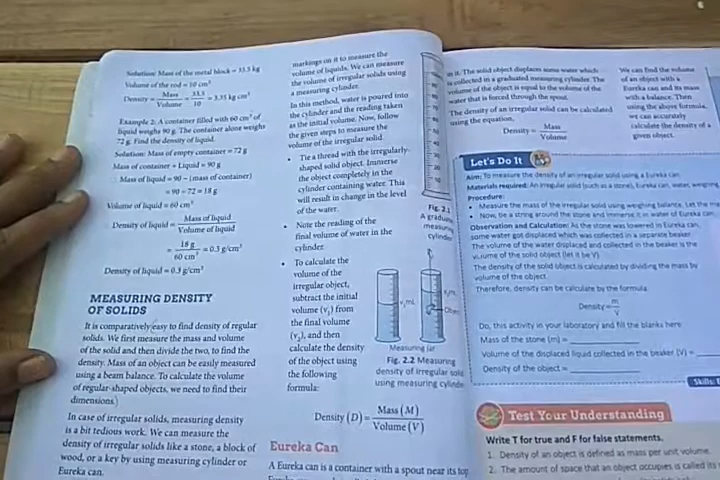 Solution: Mass of the metal block = 33.5 kg
Volume of the rod = 10 cm³
Density = Mass / Volume = 33.5 / 10 = 3.35 kg cm³
Example 2: A container filled with 60 cm³ of
liquid weighs 90 g. The container alone weighs
72 g. Find the density of liquid.
Solution: Mass of empty container = 72 g
Mass of container + Liquid = 90 g
Mass of liquid = 90 − (mass of container)
= 90 − 72 = 18 g
Volume of liquid = 60 cm³
Density of liquid = Mass of liquid / Volume of liquid
= 18 g / 60 cm³ = 0.3 g/cm³
Density of liquid = 0.3 g/cm³
MEASURING DENSITY
OF SOLIDS
It is comparatively easy to find density of regular
solids. We first measure the mass and volume
of the solid and then divide the two, to find the
density. Mass of an object can be easily measured
using a beam balance. To calculate the volume
of regular-shaped objects, we need to find their
dimensions.
In case of irregular solids, measuring density
is a bit tedious work. We can measure the
density of irregular solids like a stone, a block of
wood, or a key by using measuring cylinder or
Eureka can.
markings on it to measure the
volume of liquids. We can measure
the volume of irregular solids using
a measuring cylinder.
In this method, water is poured into
the cylinder and the reading taken
as the initial volume. Now, follow
the given steps to measure the
volume of the irregular solid.
• Tie a thread with the irregularly-
shaped solid object. Immerse
the object completely in the
cylinder containing water. This
will result in change in the level
of the water.
• Note the reading of the
final volume of water in the
cylinder.
• To calculate the
volume of the
irregular object,
subtract the initial
volume (v₁) from
the final volume
(v₂), and then
calculate the density
of the object using
the following
formula:
Density (D) = Mass (M) / Volume (V)
Eureka Can
A Eureka can is a container with a spout near its top
Fig. 2.1
A graduated
measuring
cylinder
v₁mL
v₂mL
Measuring jar
Fig. 2.2 Measuring
density of irregular solid
using measuring cylinder
in it. The solid object displaces some water which
is collected in a graduated measuring cylinder. The
volume of the object is equal to the volume of the
water that is forced through the spout.
The density of an irregular solid can be calculated
using the equation.
Density = Mass / Volume
We can find the volume
of an object with a
Eureka can and its mass
with a balance. Then
using the above formula,
we can accurately
calculate the density of a
given object.
Let's Do It
Aim: To measure the density of an irregular solid using a Eureka can.
Materials required: An irregular solid (such as a stone), Eureka can, water, weighing
Procedure:
• Measure the mass of the irregular solid using weighing balance. Let the
• Now, tie a string around the stone and immerse it in water of Eureka can.
Observation and Calculation: As the stone was lowered in Eureka can,
some water got displaced which was collected in a separate beaker.
The volume of the water displaced and collected in the beaker is the
volume of the solid object (let it be V)
The density of the solid object is calculated by dividing the mass by
volume of the object.
Therefore, density can be calculate by the formula
Density = m / V
Do, this activity in your laboratory and fill the blanks here
Mass of the stone (m) =
Volume of the displaced liquid collected in the beaker (V) =
Density of the object =
Skills:
Test Your Understanding
Write T for true and F for false statements.
1. Density of an object is defined as mass per unit volume.
2. The amount of space that an object occupies is called its